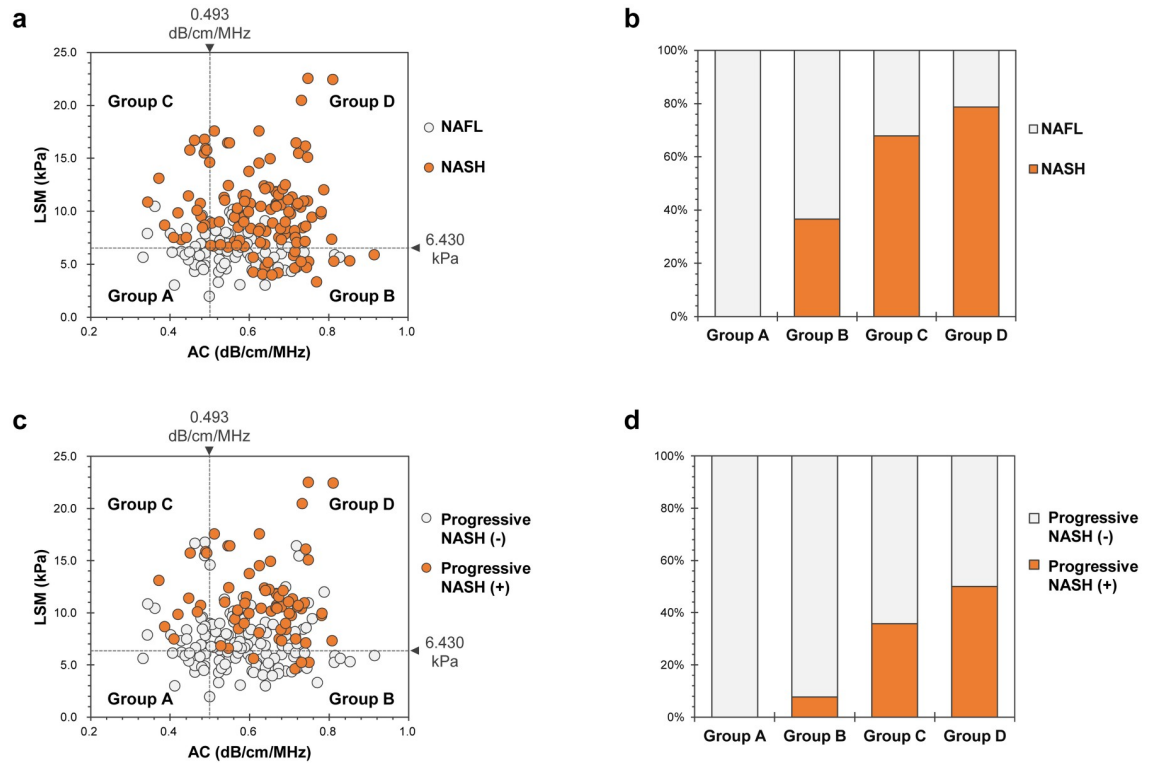 a
0.493
dB/cm/MHz
25.0
20.0
15.0
10.0
5.0
0.0
LSM (kPa)
Group C
Group D
Group A
Group B
6.430
kPa
0.2
0.4
0.6
0.8
1.0
AC (dB/cm/MHz)
NAFL
NASH
b
100%
80%
60%
40%
20%
0%
Group A
Group B
Group C
Group D
NAFL
NASH
c
0.493
dB/cm/MHz
25.0
20.0
15.0
10.0
5.0
0.0
LSM (kPa)
Group C
Group D
Group A
Group B
6.430
kPa
0.2
0.4
0.6
0.8
1.0
AC (dB/cm/MHz)
Progressive
NASH (-)
Progressive
NASH (+)
d
100%
80%
60%
40%
20%
0%
Group A
Group B
Group C
Group D
Progressive
NASH (-)
Progressive
NASH (+)